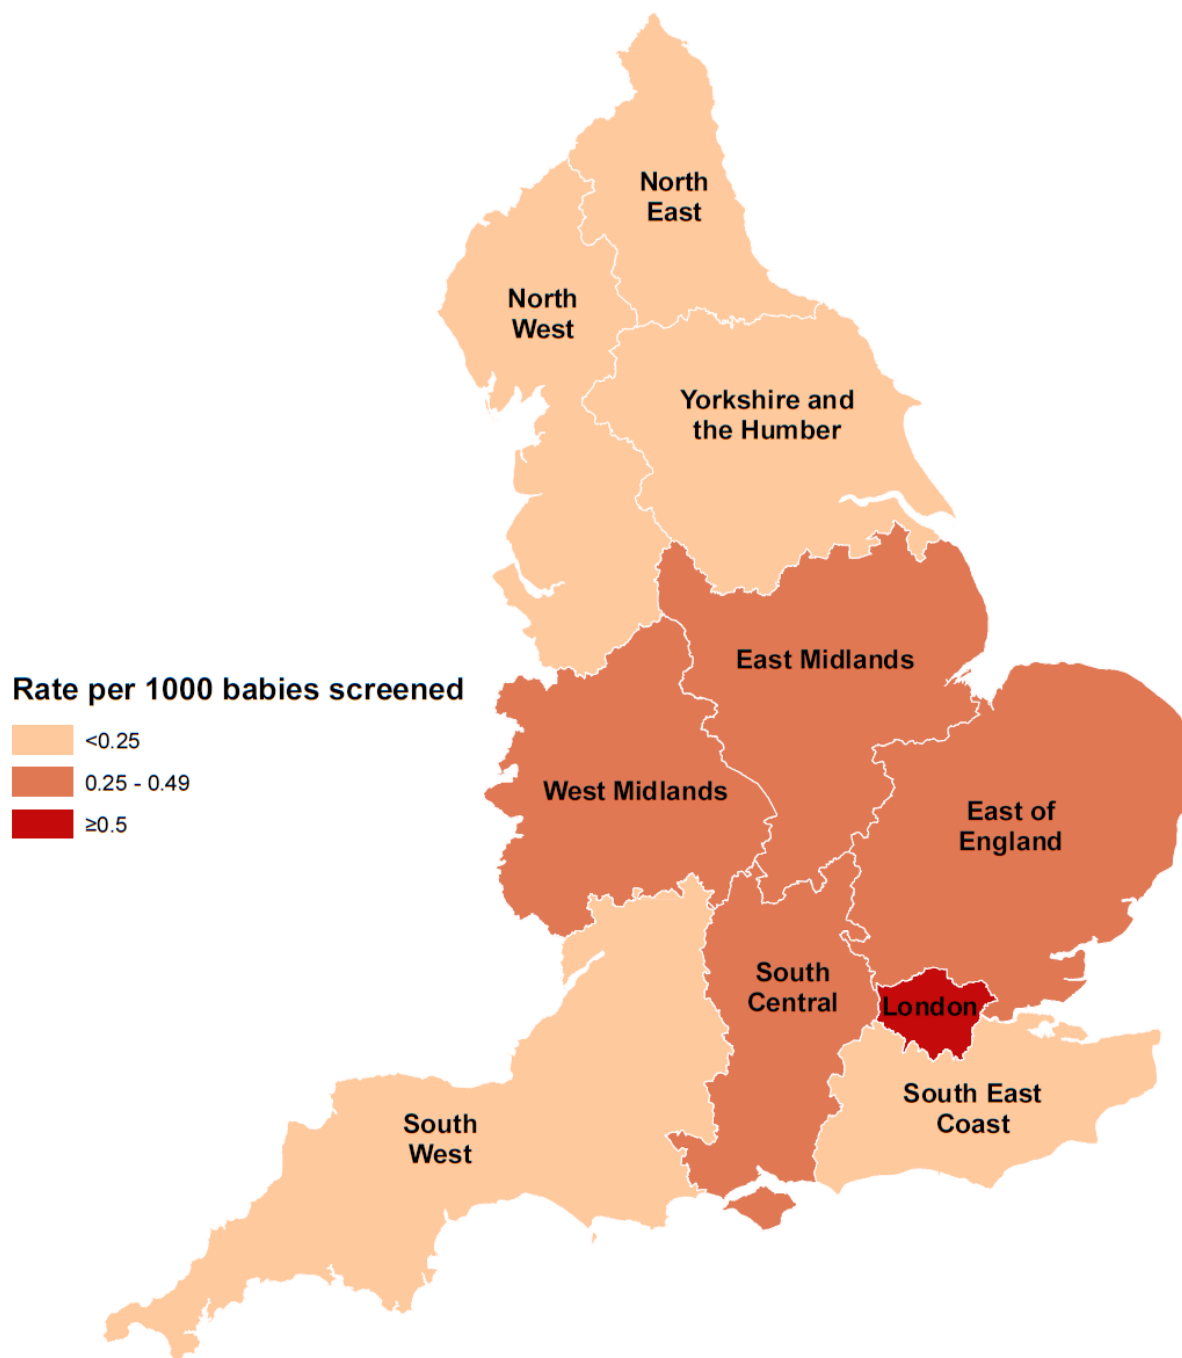 North
East
North
West
Yorkshire and
the Humber
East Midlands
Rate per 1000 babies screened
<0.25
0.25 - 0.49
≥0.5
West Midlands
East of
England
South
Central
London
South East
Coast
South
West